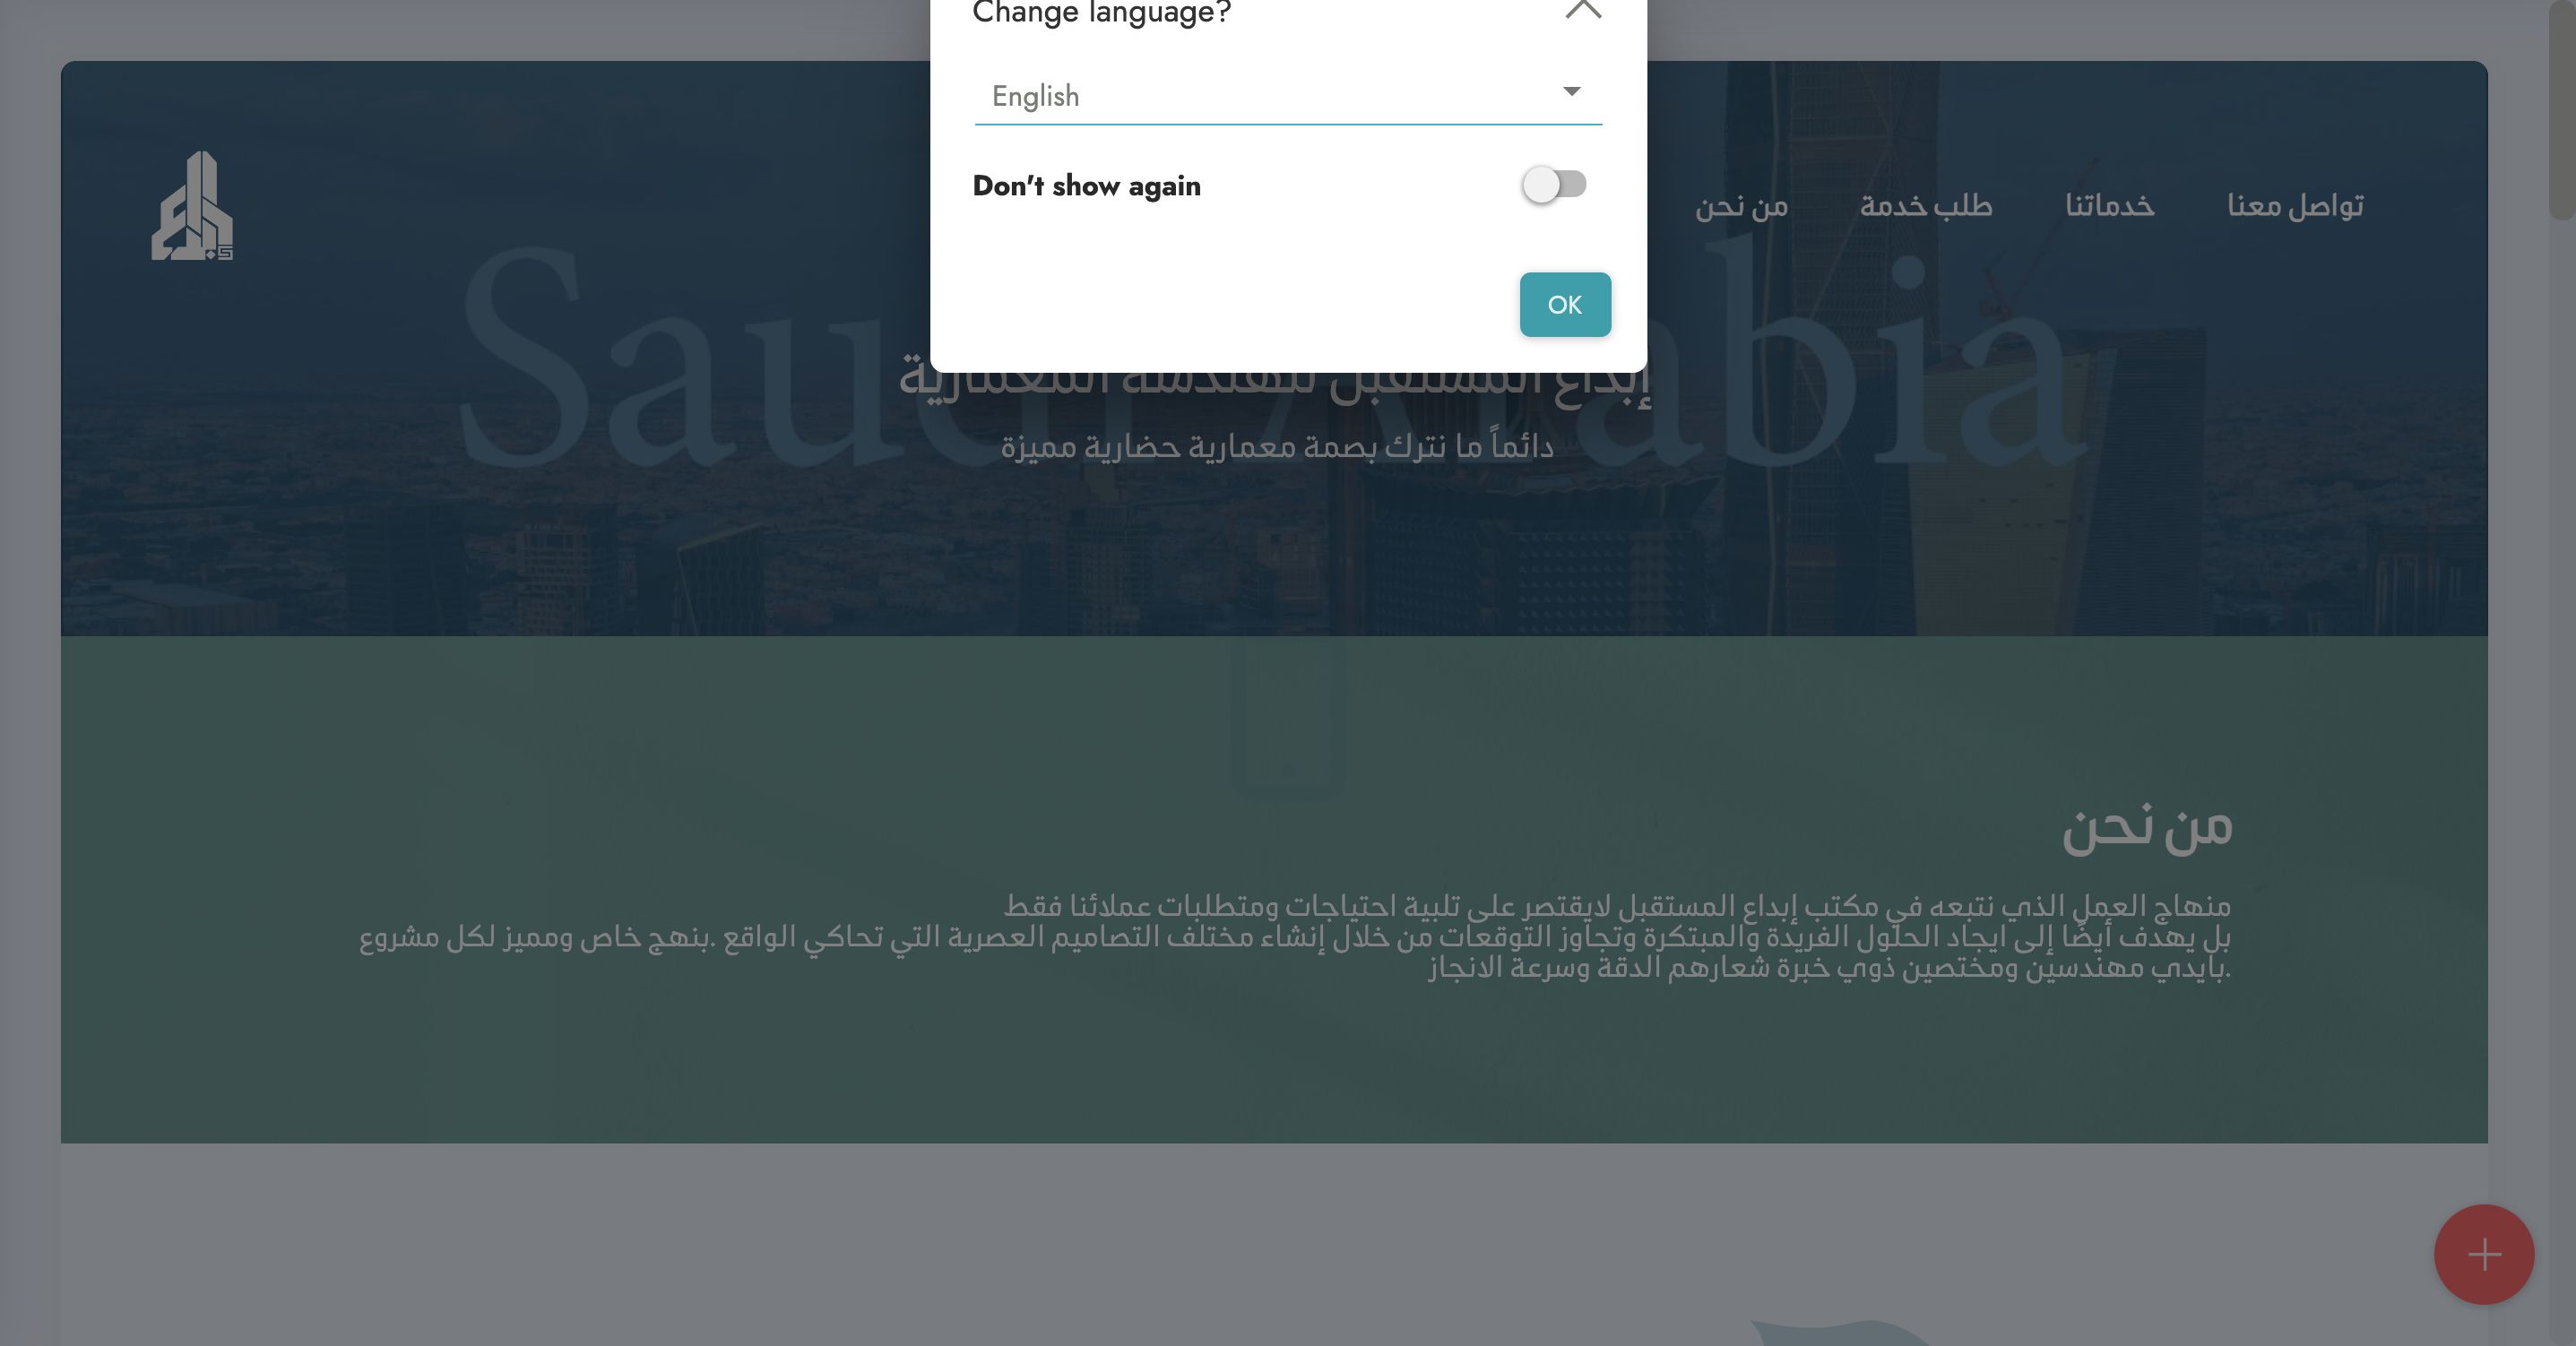 Change language?
English
Don't show again
OK
من نحن
طلب خدمة
خدماتنا
تواصل معنا
Saudi Arabia
إبداع المستقبل للهندسة المعمارية
دائماً ما نترك بصمة معمارية حضارية مميزة
من نحن
منهاج العمل الذي نتبعه في مكتب إبداع المستقبل لايقتصر على تلبية احتياجات ومتطلبات عملائنا فقط
بل يهدف أيضًا إلى ايجاد الحلول الفريدة والمبتكرة وتجاوز التوقعات من خلال إنشاء مختلف التصاميم العصرية التي تحاكي الواقع .بنهج خاص ومميز لكل مشروع
.بايدي مهندسين ومختصين ذوي خبرة شعارهم الدقة وسرعة الانجاز